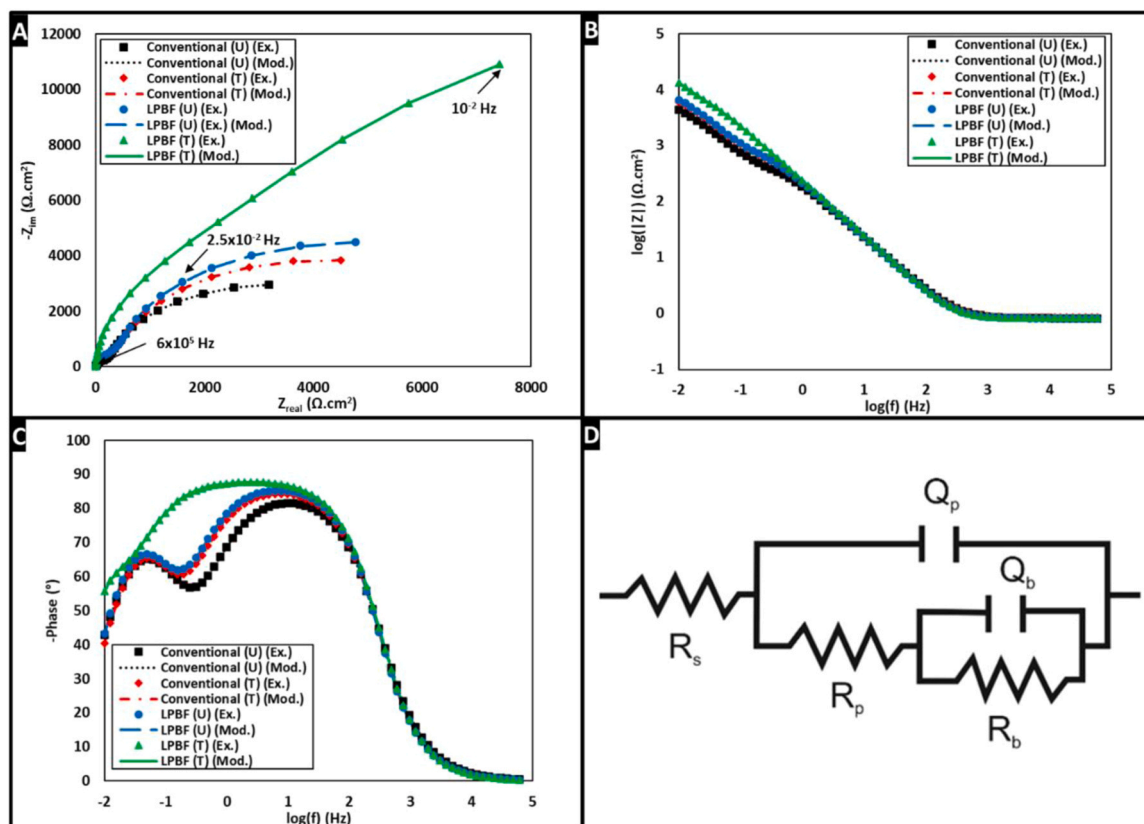 A
12000
10000
8000
6000
4000
2000
0
-Z_im (Ω.cm²)
Conventional (U) (Ex.)
Conventional (U) (Mod.)
Conventional (T) (Ex.)
Conventional (T) (Mod.)
LPBF (U) (Ex.)
LPBF (U) (Ex.) (Mod.)
LPBF (T) (Ex.)
LPBF (T) (Mod.)
10⁻² Hz
2.5x10⁻² Hz
6x10⁵ Hz
0 2000 4000 6000 8000
Z_real (Ω.cm²)
B
5
4
3
2
1
0
-1
log(|Z|) (Ω.cm²)
Conventional (U) (Ex.)
Conventional (U) (Mod.)
Conventional (T) (Ex.)
Conventional (T) (Mod.)
LPBF (U) (Ex.)
LPBF (U) (Mod.)
LPBF (T) (Ex.)
LPBF (T) (Mod.)
-2 -1 0 1 2 3 4 5
log(f) (Hz)
C
100
90
80
70
60
50
40
30
20
10
0
-Phase (°)
Conventional (U) (Ex.)
Conventional (U) (Mod.)
Conventional (T) (Ex.)
Conventional (T) (Mod.)
LPBF (U) (Ex.)
LPBF (U) (Mod.)
LPBF (T) (Ex.)
LPBF (T) (Mod.)
-2 -1 0 1 2 3 4 5
log(f) (Hz)
D
Q_p
Q_b
R_s
R_p
R_b